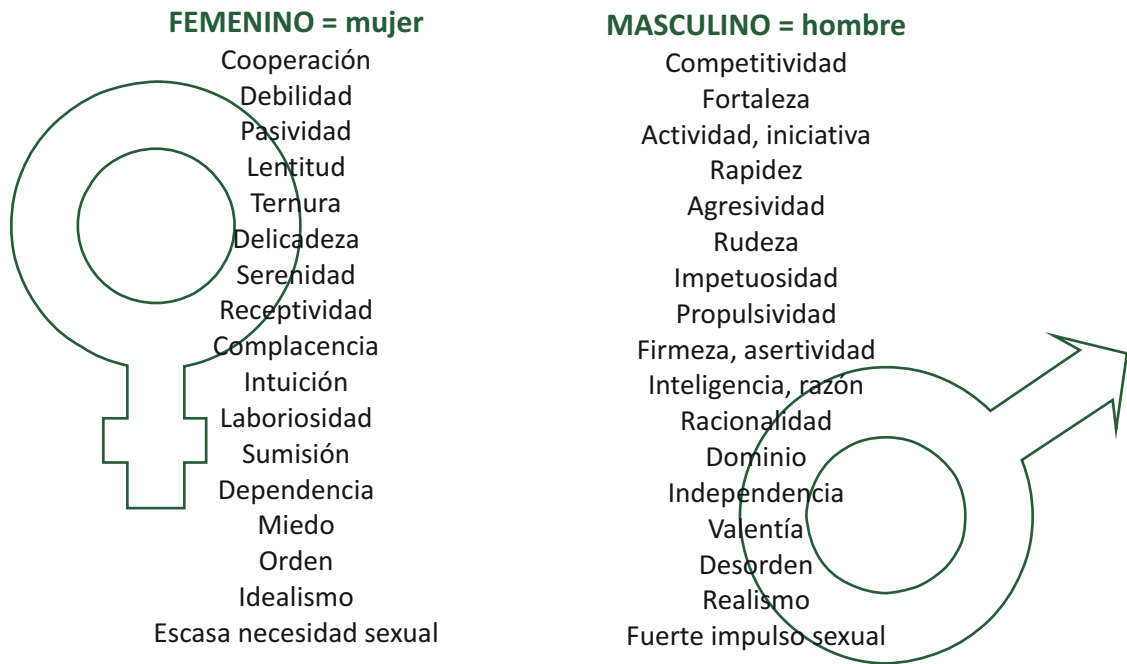 FEMENINO = mujer
Cooperación
Debilidad
Pasividad
Lentitud
Ternura
Delicadeza
Serenidad
Receptividad
Complacencia
Intuición
Laboriosidad
Sumisión
Dependencia
Miedo
Orden
Idealismo
Escasa necesidad sexual
MASCULINO = hombre
Competitividad
Fortaleza
Actividad, iniciativa
Rapidez
Agresividad
Rudeza
Impetuosidad
Propulsividad
Firmeza, asertividad
Inteligencia, razón
Racionalidad
Dominio
Independencia
Valentía
Desorden
Realismo
Fuerte impulso sexual